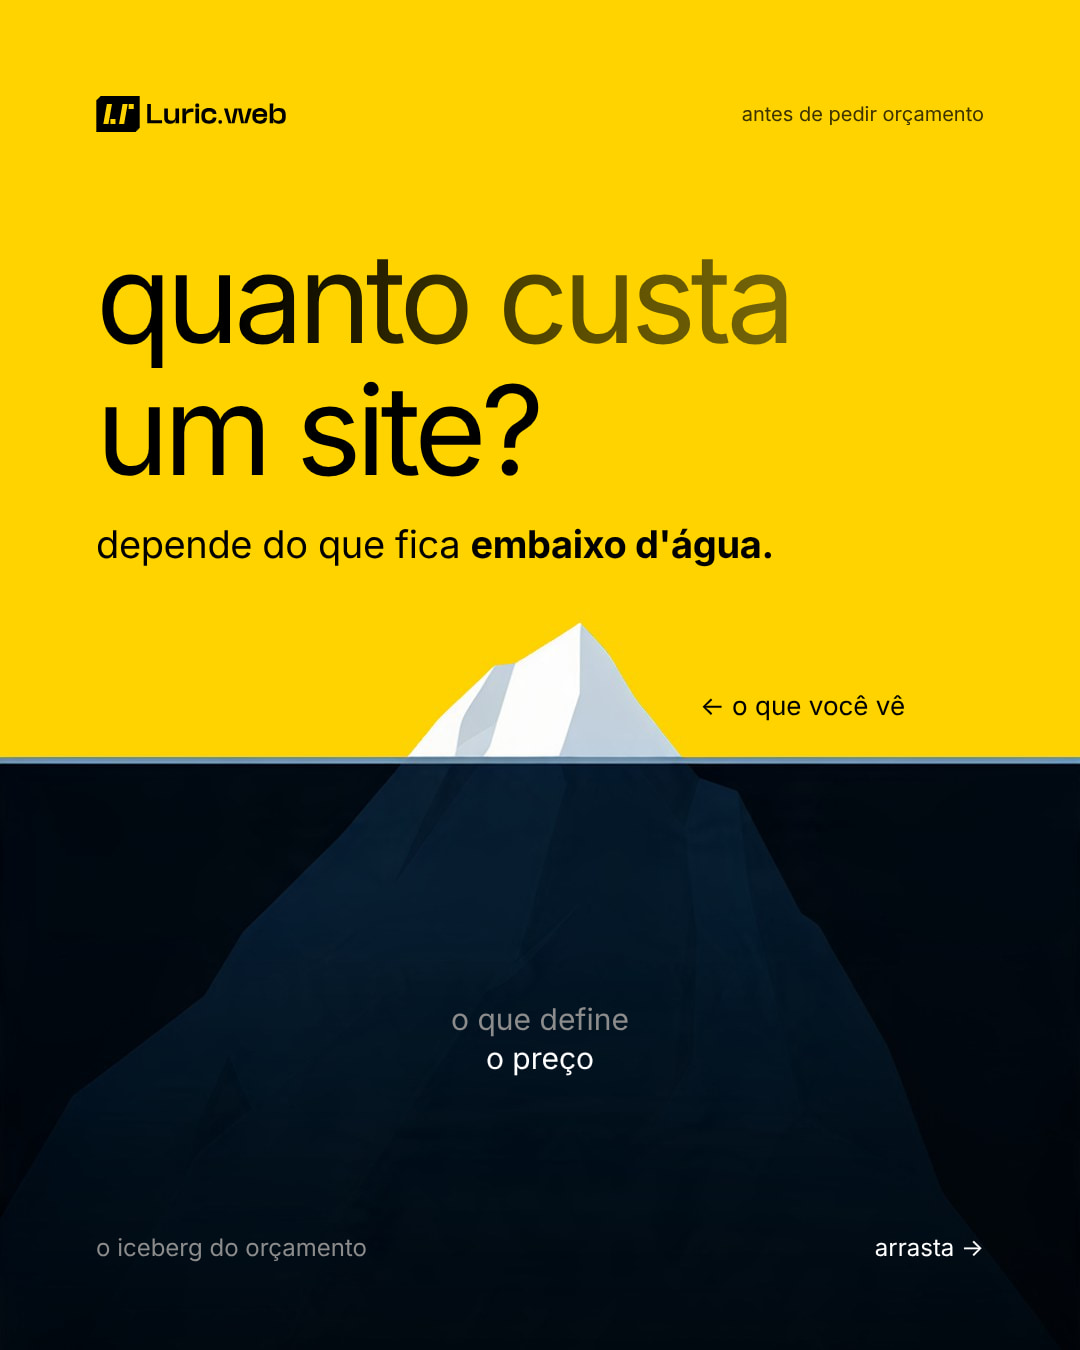 Luric.web
antes de pedir orçamento
quanto custa
um site?
depende do que fica embaixo d'água.
← o que você vê
o que define
o preço
o iceberg do orçamento
arrasta →